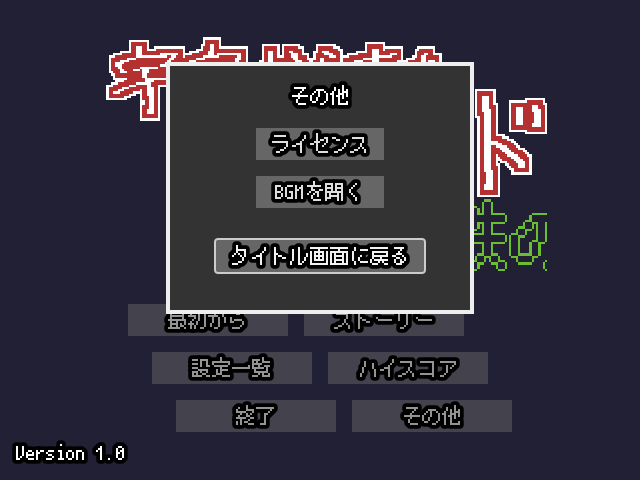 その他
ライセンス
BGMを聞く
タイトル画面に戻る
最初から
ストーリー
設定一覧
ハイスコア
終了
その他
Version 1.0